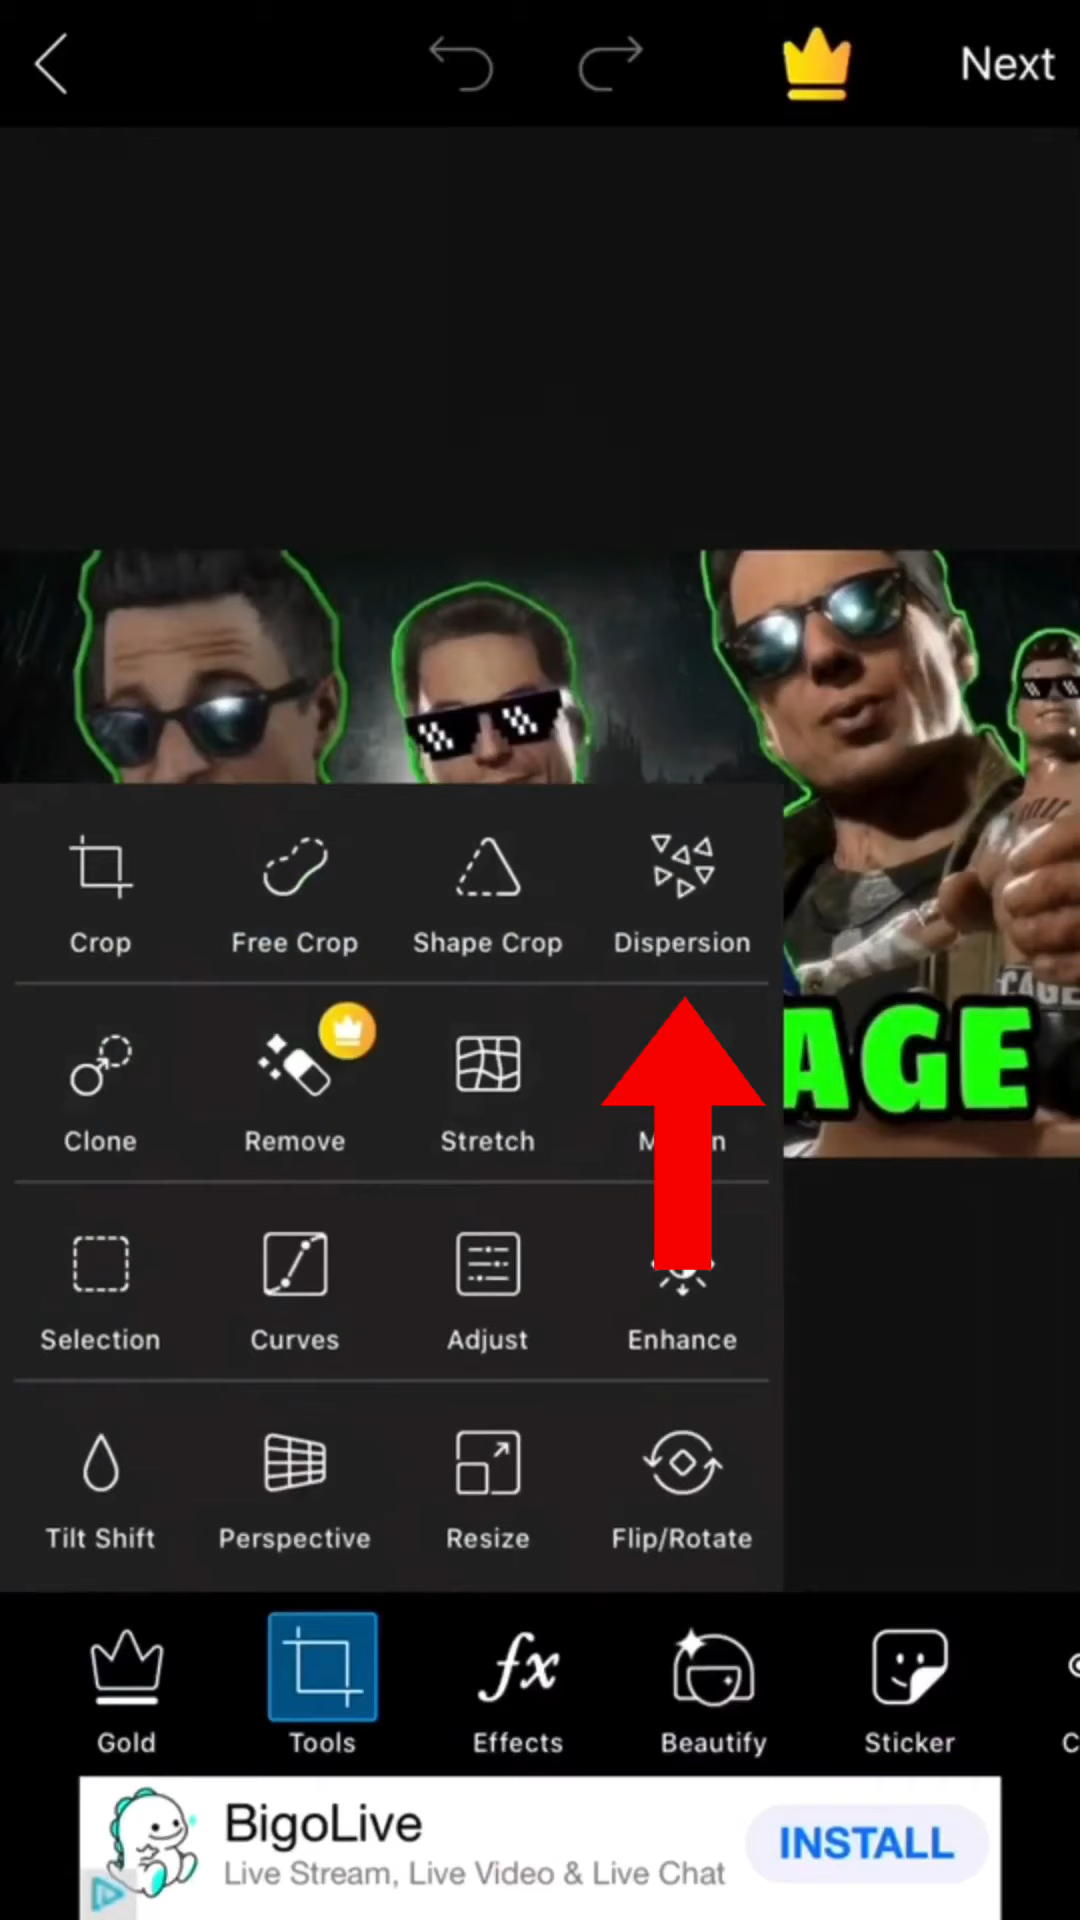 Next
CAGE
AGE
Crop Free Crop Shape Crop Dispersion
Clone Remove Stretch
Selection Curves Adjust Enhance
Tilt Shift Perspective Resize Flip/Rotate
Gold Tools Effects Beautify Sticker
BigoLive
Live Stream, Live Video & Live Chat
INSTALL